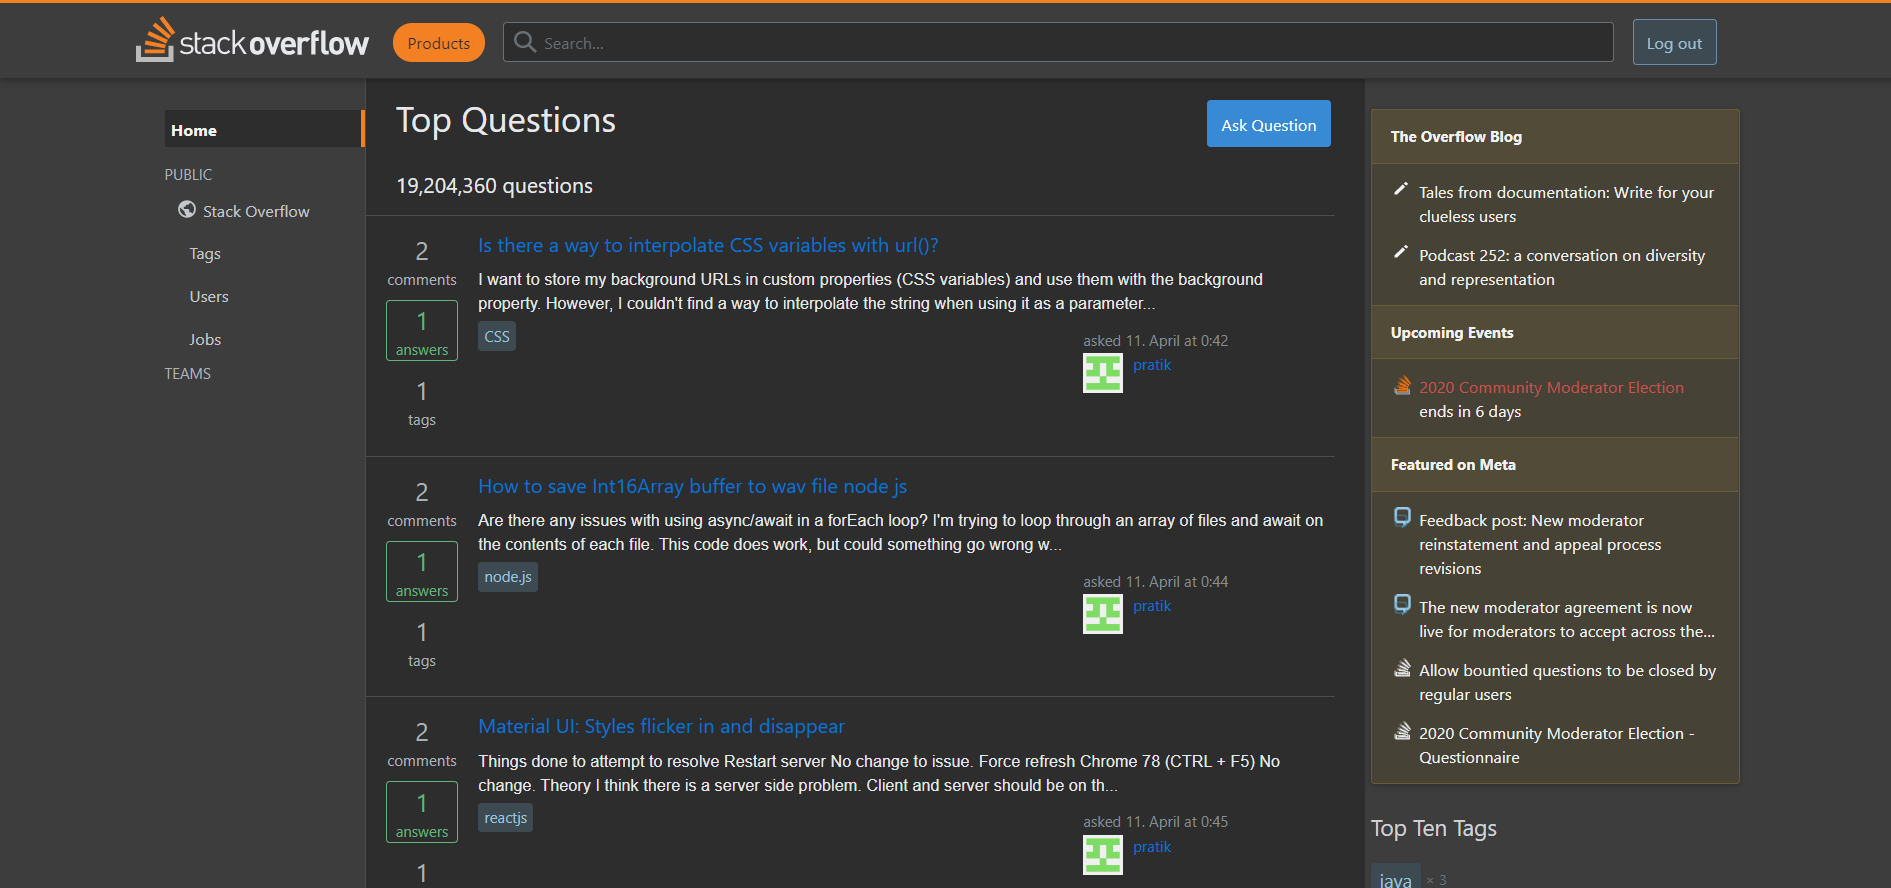 stack overflow
Products
Search...
Log out
Home
PUBLIC
Stack Overflow
Tags
Users
Jobs
TEAMS
Top Questions
Ask Question
19,204,360 questions
2
comments
1
answers
1
tags
Is there a way to interpolate CSS variables with url()?
I want to store my background URLs in custom properties (CSS variables) and use them with the background
property. However, I couldn't find a way to interpolate the string when using it as a parameter...
CSS
asked 11. April at 0:42
pratik
2
comments
1
answers
1
tags
How to save Int16Array buffer to wav file node js
Are there any issues with using async/await in a forEach loop? I'm trying to loop through an array of files and await on
the contents of each file. This code does work, but could something go wrong w...
node.js
asked 11. April at 0:44
pratik
2
comments
1
answers
1
Material UI: Styles flicker in and disappear
Things done to attempt to resolve Restart server No change to issue. Force refresh Chrome 78 (CTRL + F5) No
change. Theory I think there is a server side problem. Client and server should be on th...
reactjs
asked 11. April at 0:45
pratik
The Overflow Blog
Tales from documentation: Write for your
clueless users
Podcast 252: a conversation on diversity
and representation
Upcoming Events
2020 Community Moderator Election
ends in 6 days
Featured on Meta
Feedback post: New moderator
reinstatement and appeal process
revisions
The new moderator agreement is now
live for moderators to accept across the...
Allow bountied questions to be closed by
regular users
2020 Community Moderator Election -
Questionnaire
Top Ten Tags
java × 3